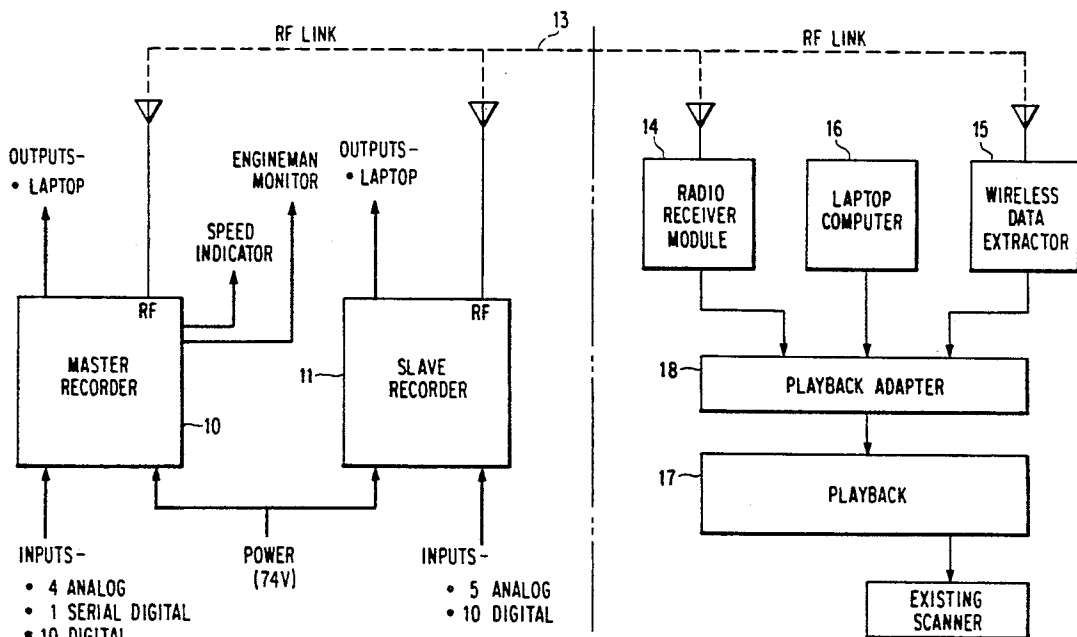 RF LINK
13
RF LINK
OUTPUTS-
• LAPTOP
ENGINEMAN
MONITOR
OUTPUTS-
• LAPTOP
SPEED
INDICATOR
14
RADIO
RECEIVER
MODULE
16
LAPTOP
COMPUTER
15
WIRELESS
DATA
EXTRACTOR
RF
MASTER
RECORDER
10
RF
11
SLAVE
RECORDER
18
PLAYBACK ADAPTER
17
PLAYBACK
INPUTS-
• 4 ANALOG
• 1 SERIAL DIGITAL
• 10 DIGITAL
POWER
(74V)
INPUTS-
• 5 ANALOG
• 10 DIGITAL
EXISTING
SCANNER